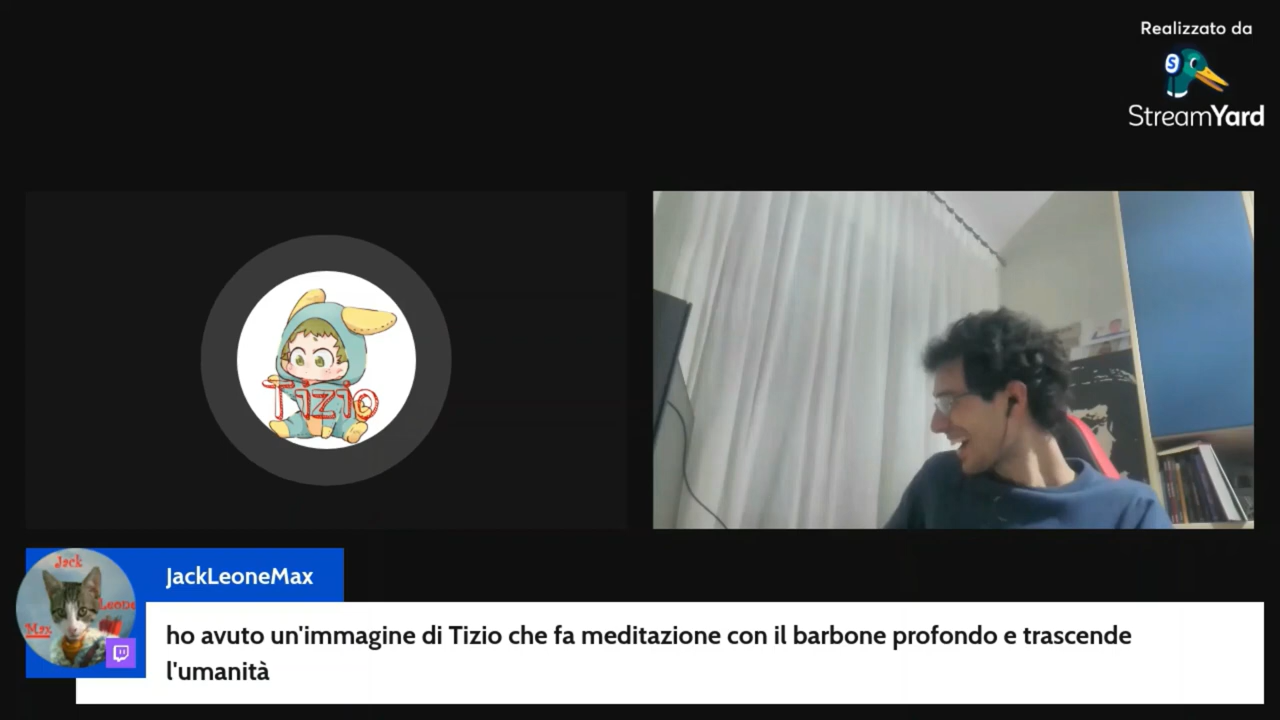 Realizzato da
S
StreamYard
Tizio
Jack
Leone
Max
JackLeoneMax
ho avuto un'immagine di Tizio che fa meditazione con il barbone profondo e trascende
l'umanità